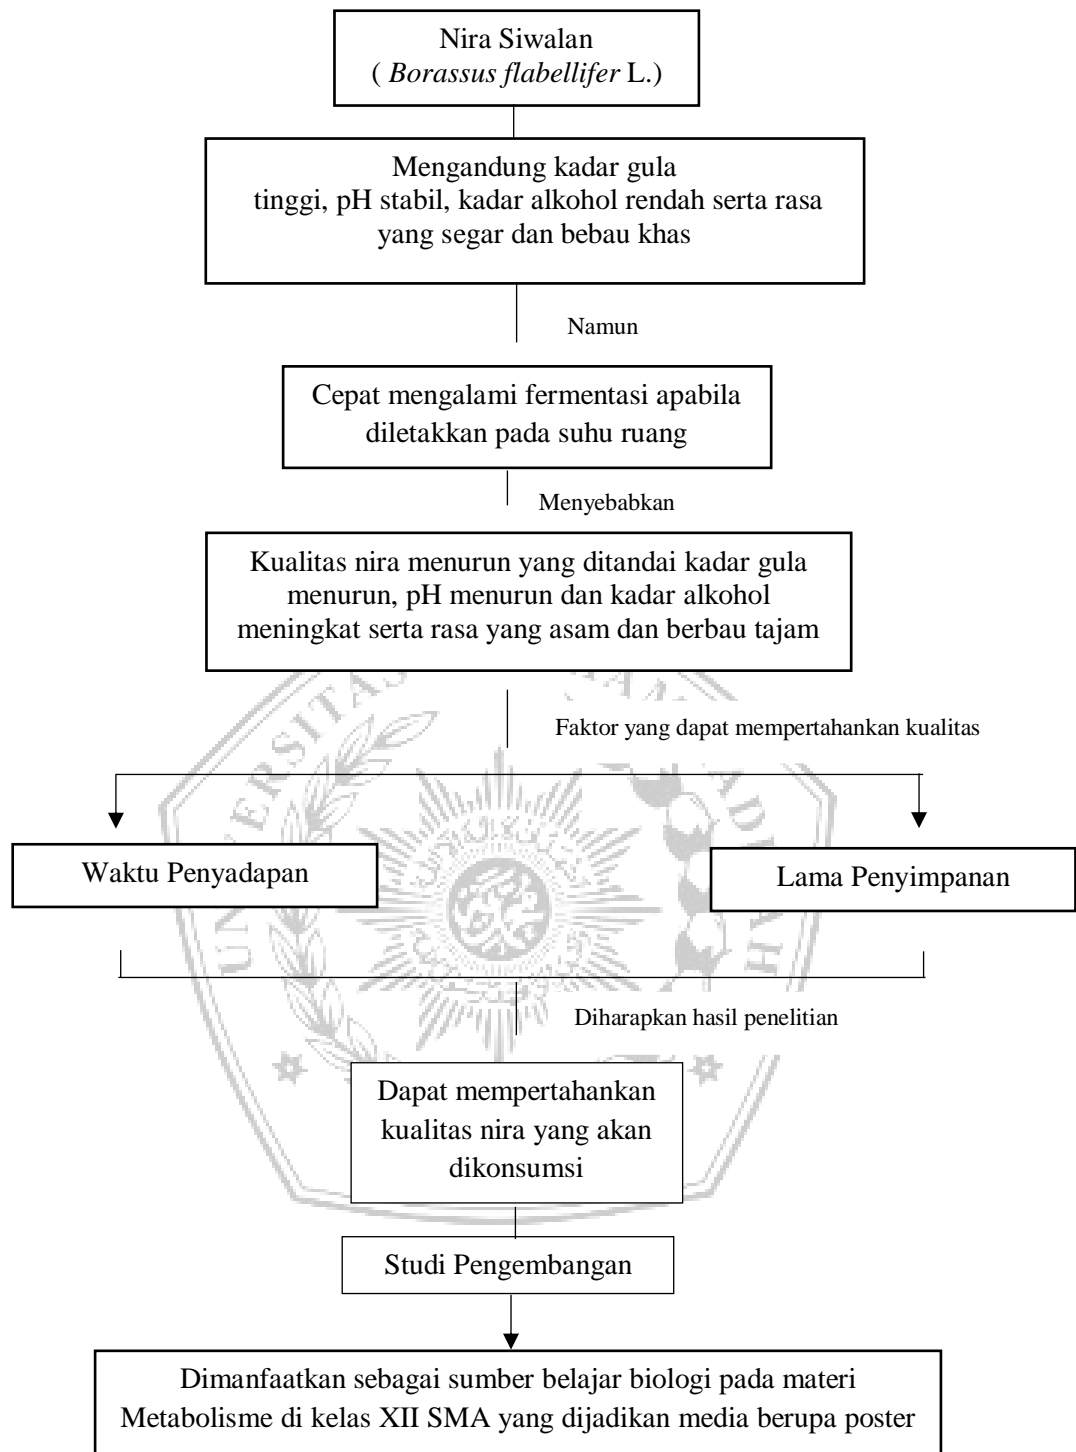 Nira Siwalan
( Borassus flabellifer L.)
Mengandung kadar gula
tinggi, pH stabil, kadar alkohol rendah serta rasa
yang segar dan bebau khas
Namun
Cepat mengalami fermentasi apabila
diletakkan pada suhu ruang
Menyebabkan
Kualitas nira menurun yang ditandai kadar gula
menurun, pH menurun dan kadar alkohol
meningkat serta rasa yang asam dan berbau tajam
Faktor yang dapat mempertahankan kualitas
Waktu Penyadapan
Lama Penyimpanan
Diharapkan hasil penelitian
Dapat mempertahankan
kualitas nira yang akan
dikonsumsi
Studi Pengembangan
Dimanfaatkan sebagai sumber belajar biologi pada materi
Metabolisme di kelas XII SMA yang dijadikan media berupa poster